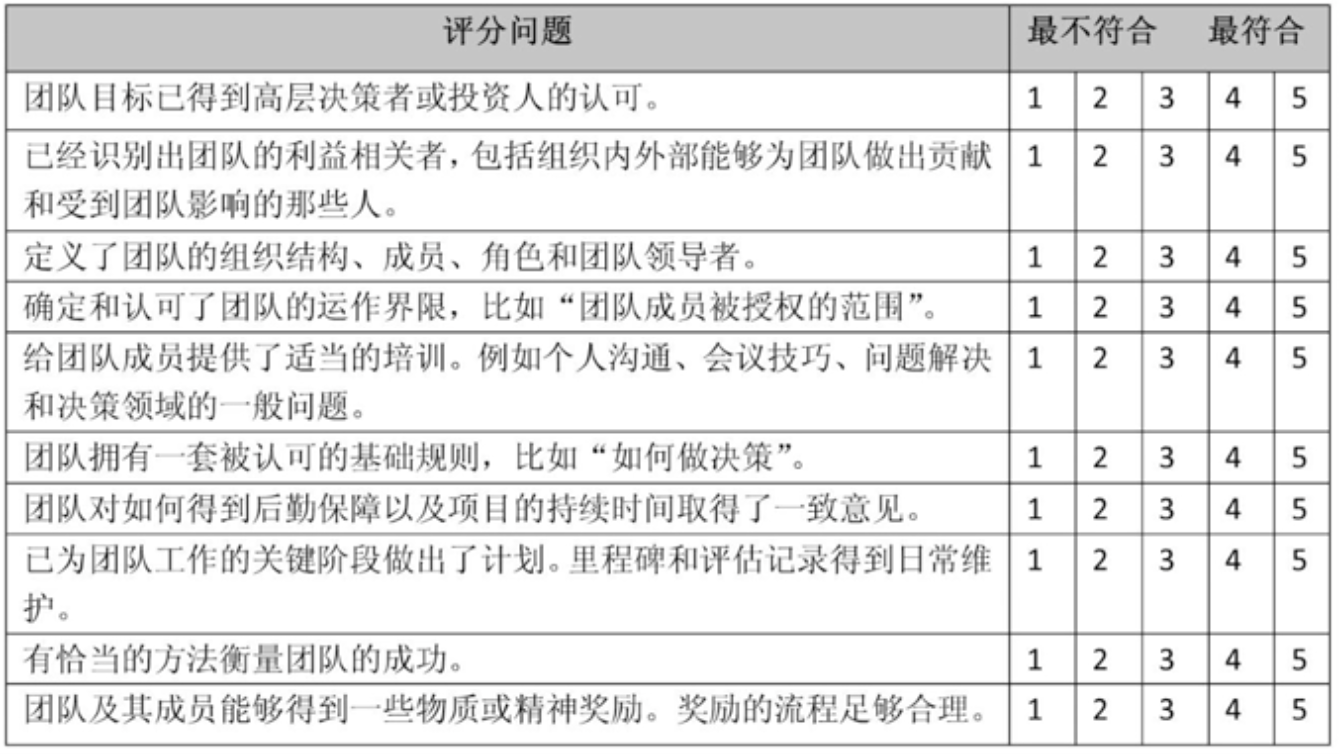 评分问题 最不符合 最符合
团队目标已得到高层决策者或投资人的认可。 1 2 3 4 5
已经识别出团队的利益相关者，包括组织内外部能够为团队做出贡献 1 2 3 4 5
和受到团队影响的那些人。
定义了团队的组织结构、成员、角色和团队领导者。 1 2 3 4 5
确定和认可了团队的运作界限，比如“团队成员被授权的范围”。 1 2 3 4 5
给团队成员提供了适当的培训。例如个人沟通、会议技巧、问题解决 1 2 3 4 5
和决策领域的一般问题。
团队拥有一套被认可的基础规则，比如“如何做决策”。 1 2 3 4 5
团队对如何得到后勤保障以及项目的持续时间取得了一致意见。 1 2 3 4 5
已为团队工作的关键阶段做出了计划。里程碑和评估记录得到日常维 1 2 3 4 5
护。
有恰当的方法衡量团队的成功。 1 2 3 4 5
团队及其成员能够得到一些物质或精神奖励。奖励的流程足够合理。 1 2 3 4 5